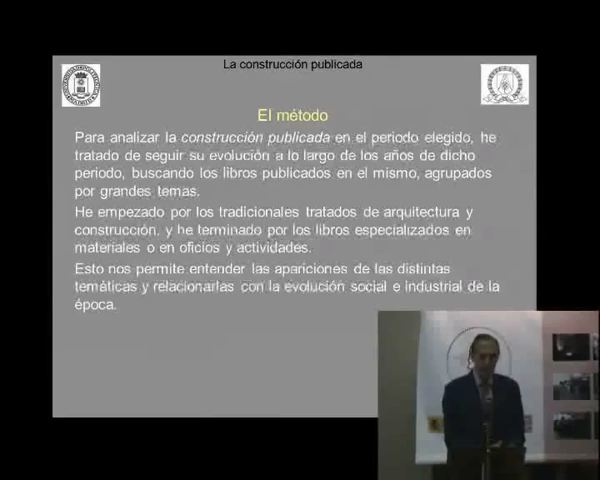 La construcción publicada
El método
Para analizar la construcción publicada en el periodo elegido, he
tratado de seguir su evolución a lo largo de los años de dicho
periodo, buscando los libros publicados en el mismo, agrupados
por grandes temas.
He empezado por los tradicionales tratados de arquitectura y
construcción, y he terminado por los libros especializados en
materiales o en oficios y actividades.
Esto nos permite entender las apariciones de las distintas
temáticas y relacionarlas con la evolución social e industrial de la
época.